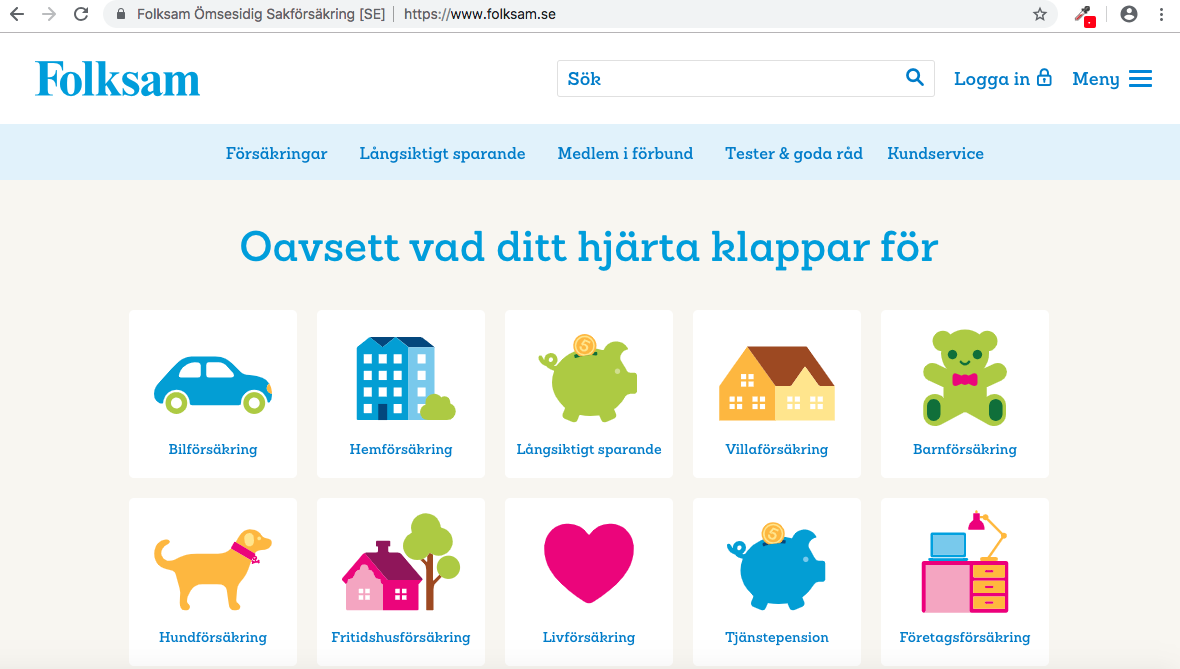 Folksam Ömsesidig Sakförsäkring [SE] | https://www.folksam.se
Folksam
Sök
Logga in
Meny
Försäkringar
Långsiktigt sparande
Medlem i förbund
Tester & goda råd
Kundservice
Oavsett vad ditt hjärta klappar för
Bilförsäkring
Hemförsäkring
Långsiktigt sparande
Villaförsäkring
Barnförsäkring
Hundförsäkring
Fritidshusförsäkring
Livförsäkring
Tjänstepension
Företagsförsäkring